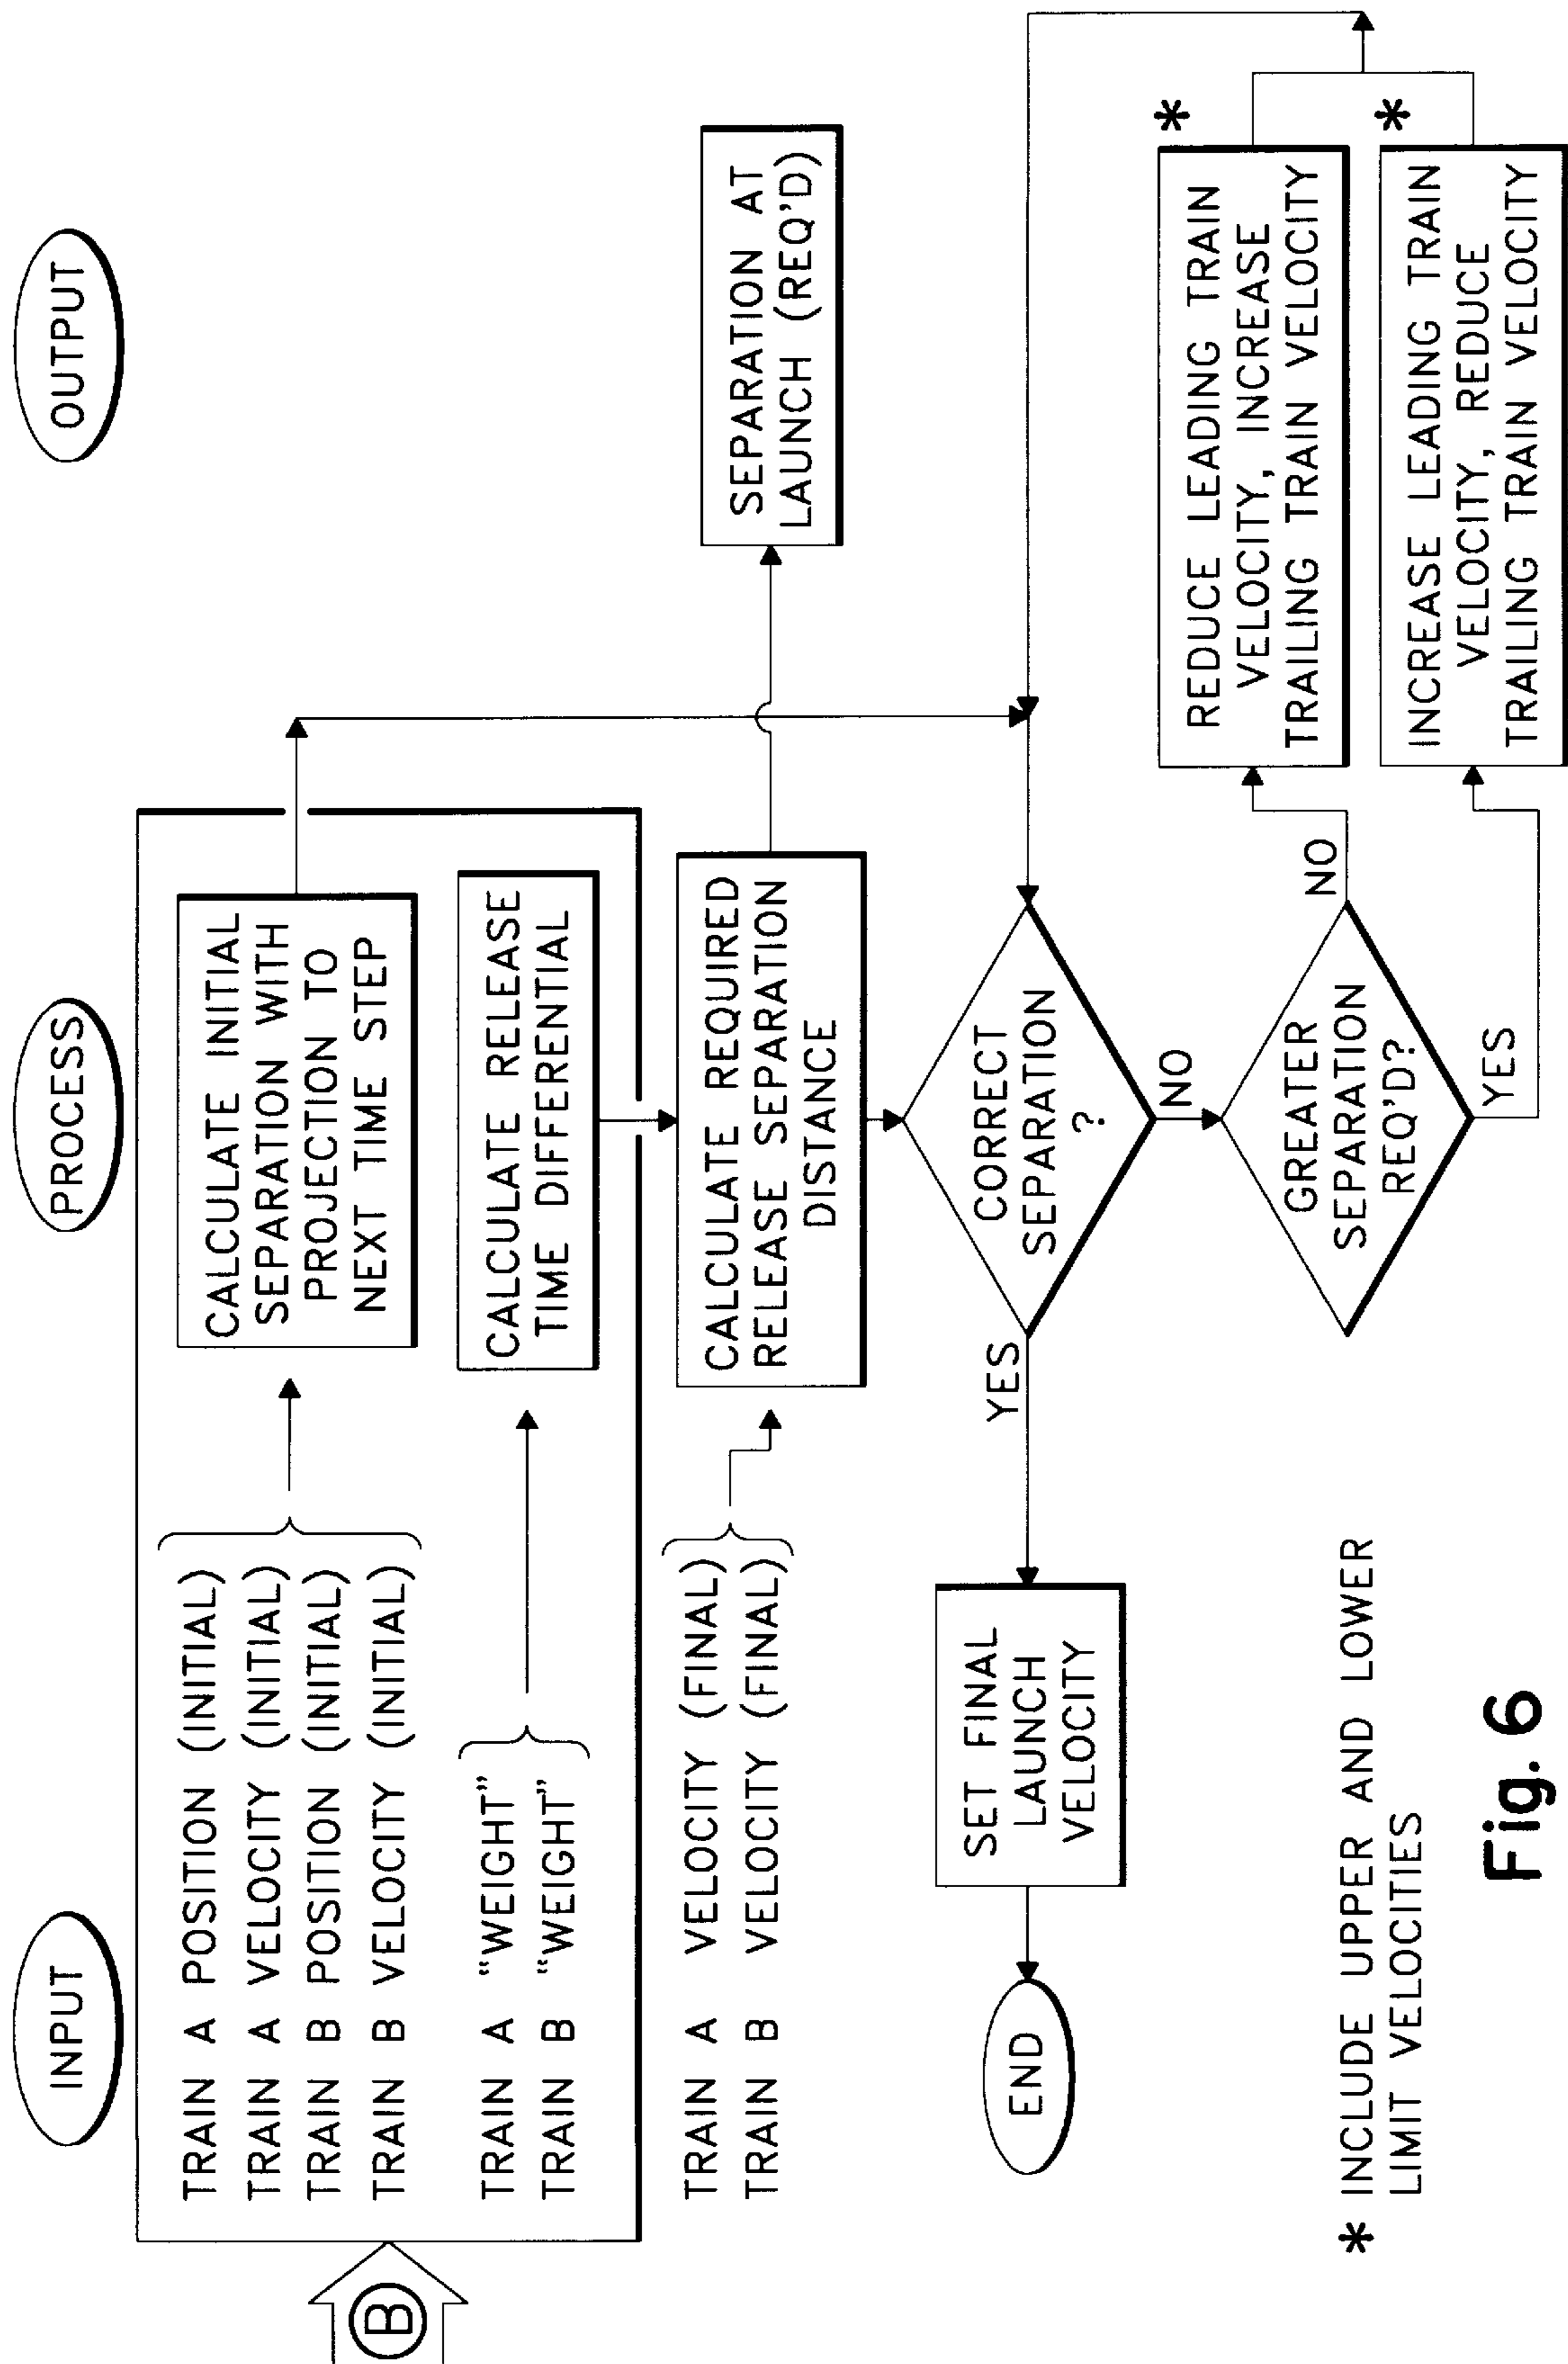 INPUT
PROCESS
OUTPUT
B
TRAIN A POSITION (INITIAL)
TRAIN A VELOCITY (INITIAL)
TRAIN B POSITION (INITIAL)
TRAIN B VELOCITY (INITIAL)
CALCULATE INITIAL
SEPARATION WITH
PROJECTION TO
NEXT TIME STEP
TRAIN A "WEIGHT"
TRAIN B "WEIGHT"
CALCULATE RELEASE
TIME DIFFERENTIAL
TRAIN A VELOCITY (FINAL)
TRAIN B VELOCITY (FINAL)
CALCULATE REQUIRED
RELEASE SEPARATION
DISTANCE
SEPARATION AT
LAUNCH (REQ'D)
CORRECT
SEPARATION
?
YES
NO
SET FINAL
LAUNCH
VELOCITY
END
GREATER
SEPARATION
REQ'D?
NO
YES
REDUCE LEADING TRAIN
VELOCITY, INCREASE
TRAILING TRAIN VELOCITY
*
INCREASE LEADING TRAIN
VELOCITY, REDUCE
TRAILING TRAIN VELOCITY
*
* INCLUDE UPPER AND LOWER
LIMIT VELOCITIES
Fig. 6